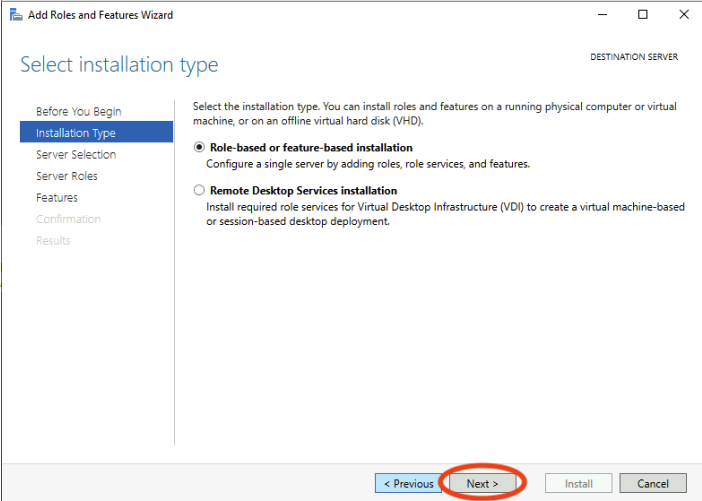 Add Roles and Features Wizard
Select installation type
DESTINATION SERVER
Before You Begin
Installation Type
Server Selection
Server Roles
Features
Confirmation
Results
Select the installation type. You can install roles and features on a running physical computer or virtual
machine, or on an offline virtual hard disk (VHD).
Role-based or feature-based installation
Configure a single server by adding roles, role services, and features.
Remote Desktop Services installation
Install required role services for Virtual Desktop Infrastructure (VDI) to create a virtual machine-based
or session-based desktop deployment.
< Previous
Next >
Install
Cancel